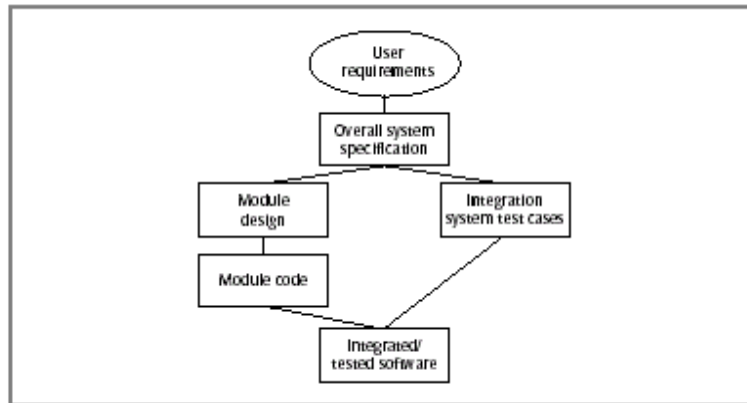 User
requirements
Overall system
specification
Module
design
Integration
system test cases
Module code
Integrated/
tested software